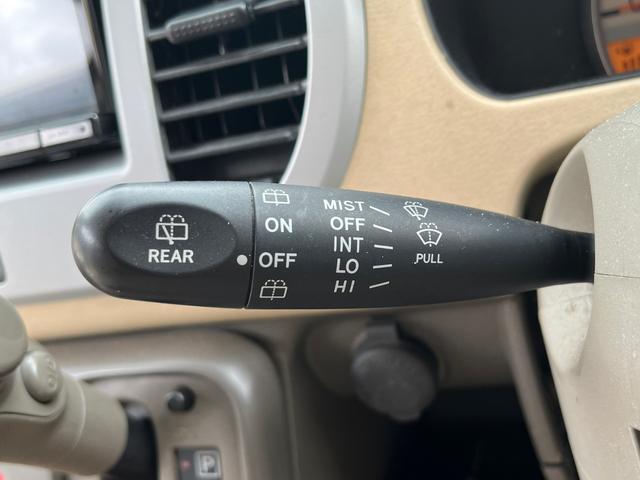 REAR
ON
OFF
MIST
OFF
INT
LO
HI
PULL
P